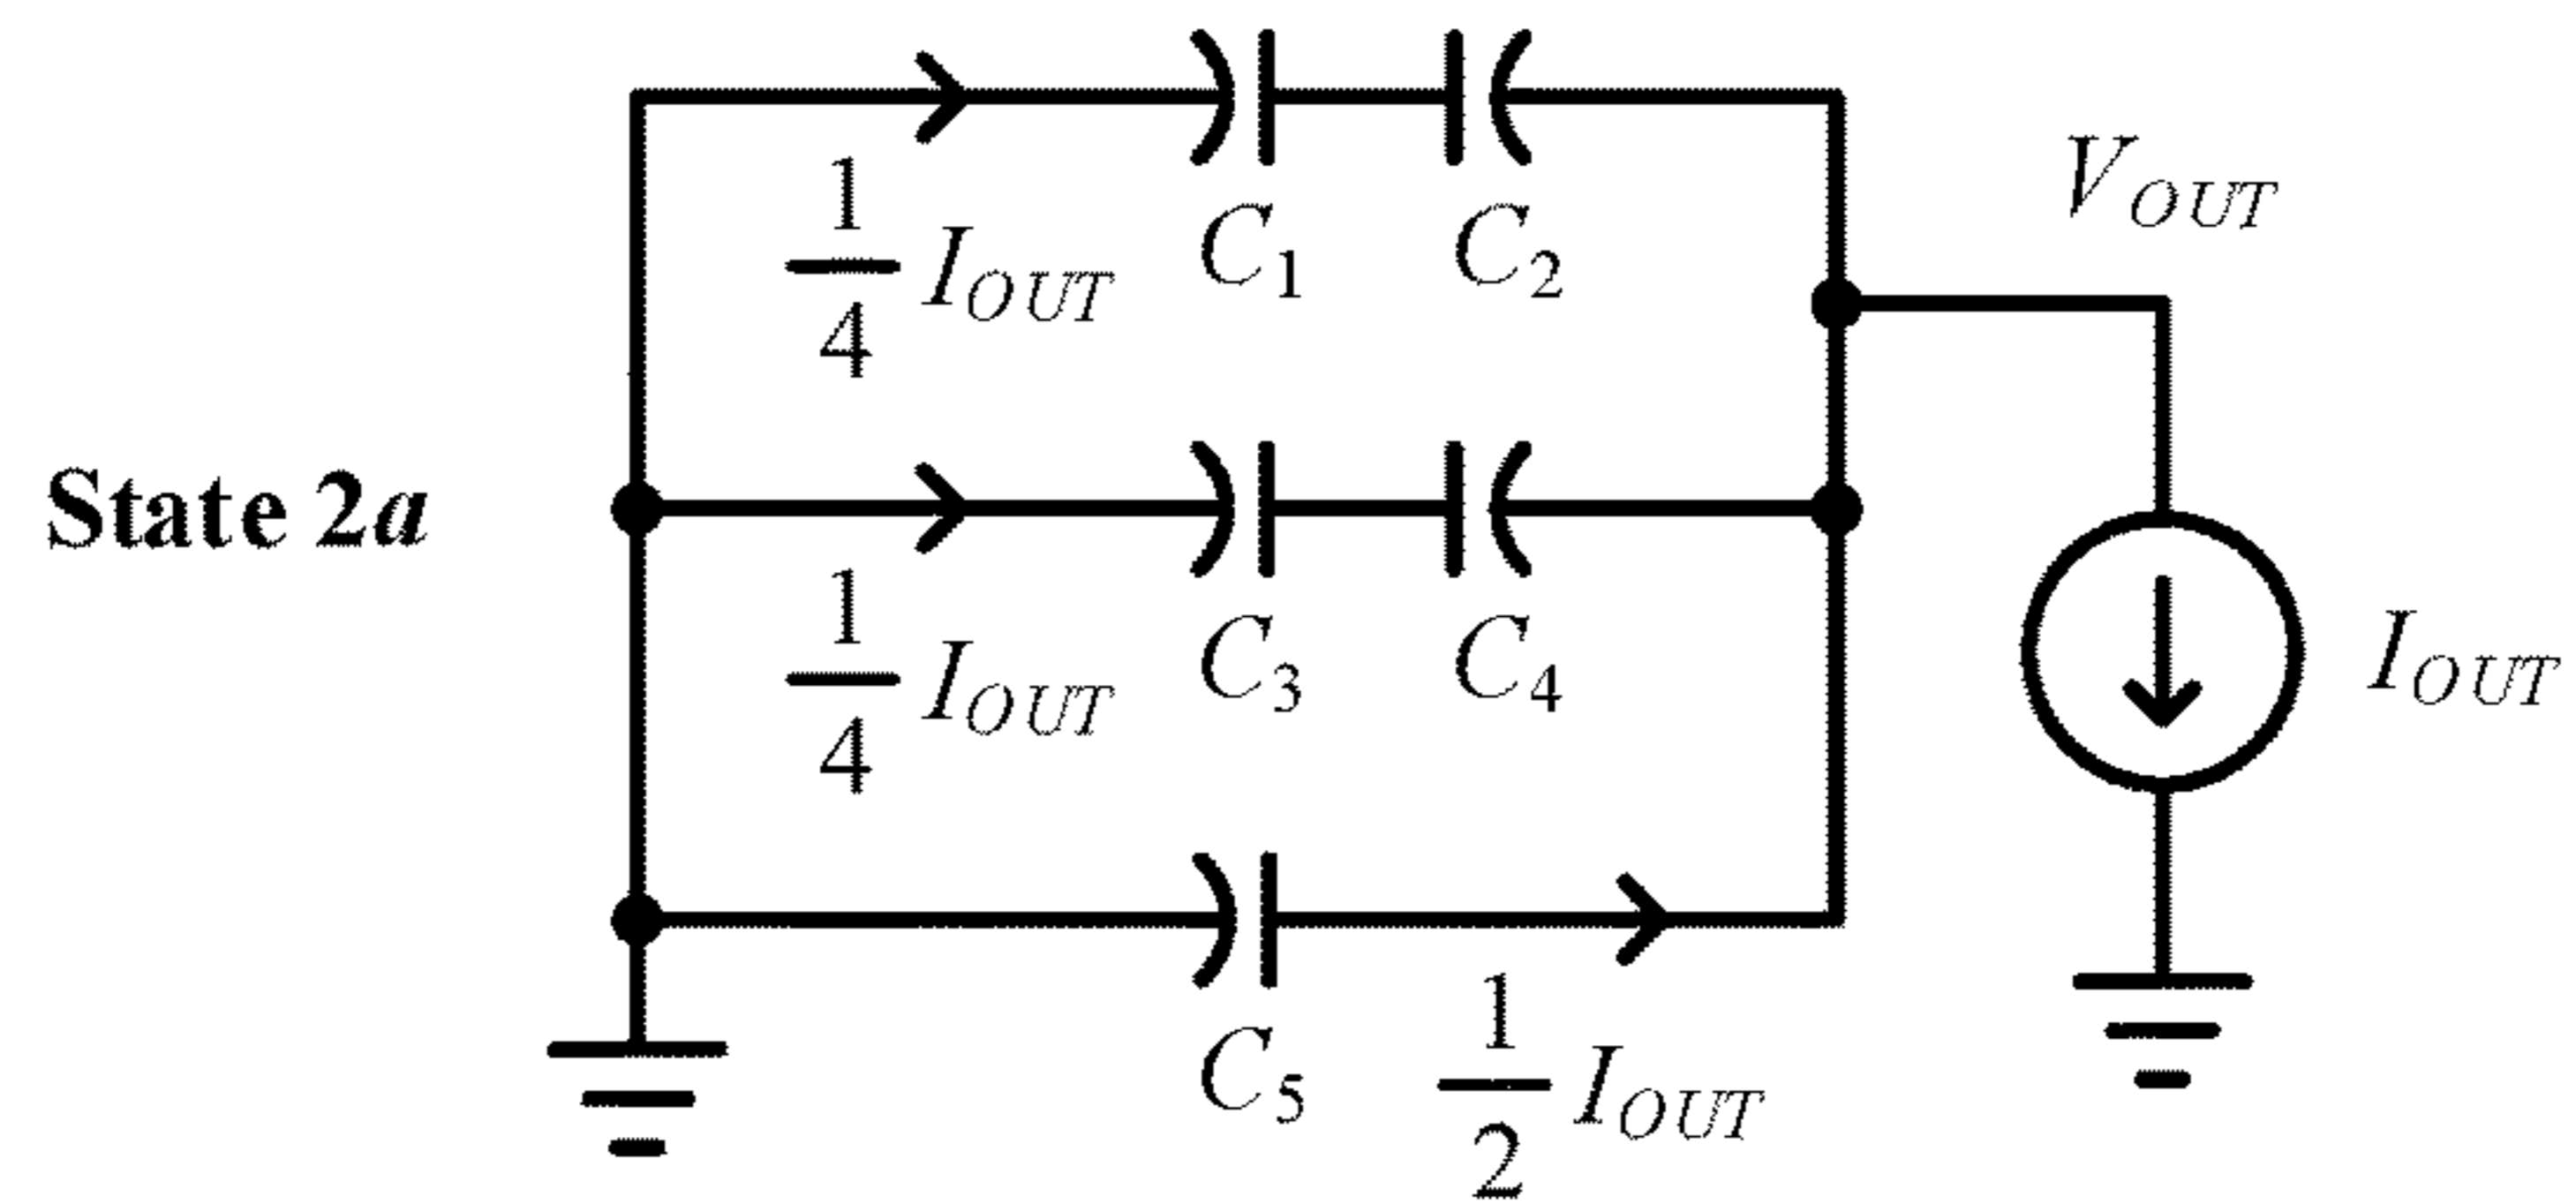 V_OUT
1/4 I_OUT
C_1
C_2
State 2a
1/4 I_OUT
C_3
C_4
I_OUT
C_5
1/2 I_OUT